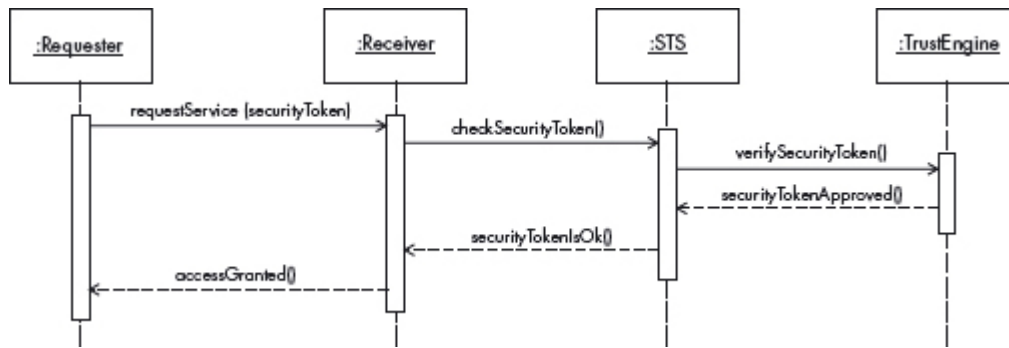 :Requester
:Receiver
:STS
:TrustEngine
requestService (securityToken)
checkSecurityToken()
verifySecurityToken()
securityTokenApproved()
securityTokenIsOk()
accessGranted()